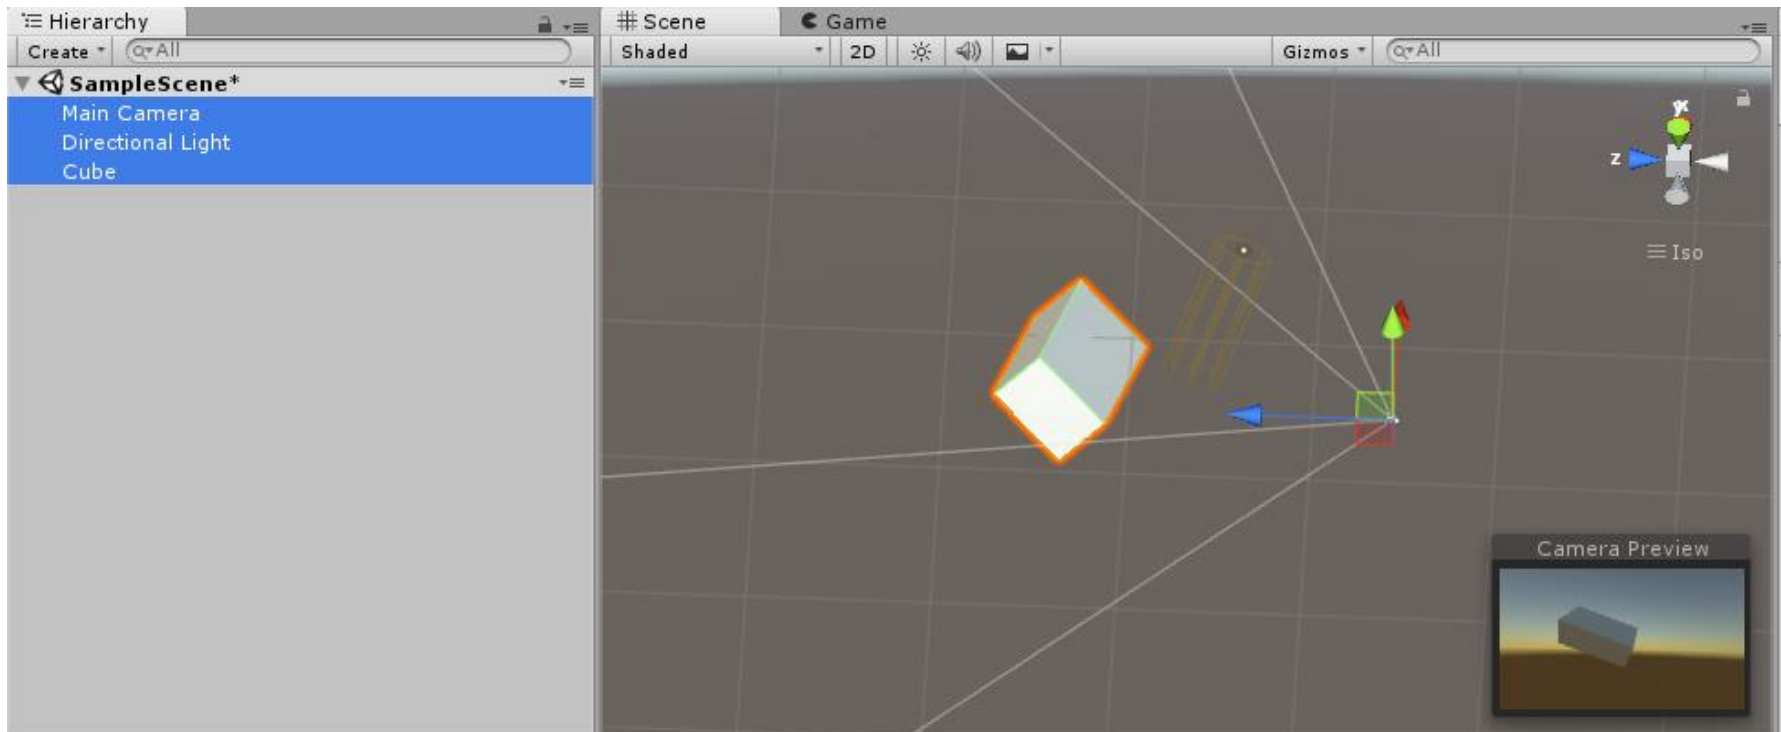 Hierarchy
Create All
SampleScene*
Main Camera
Directional Light
Cube
Scene Game
Shaded 2D Gizmos All
y x
z
Iso
Camera Preview